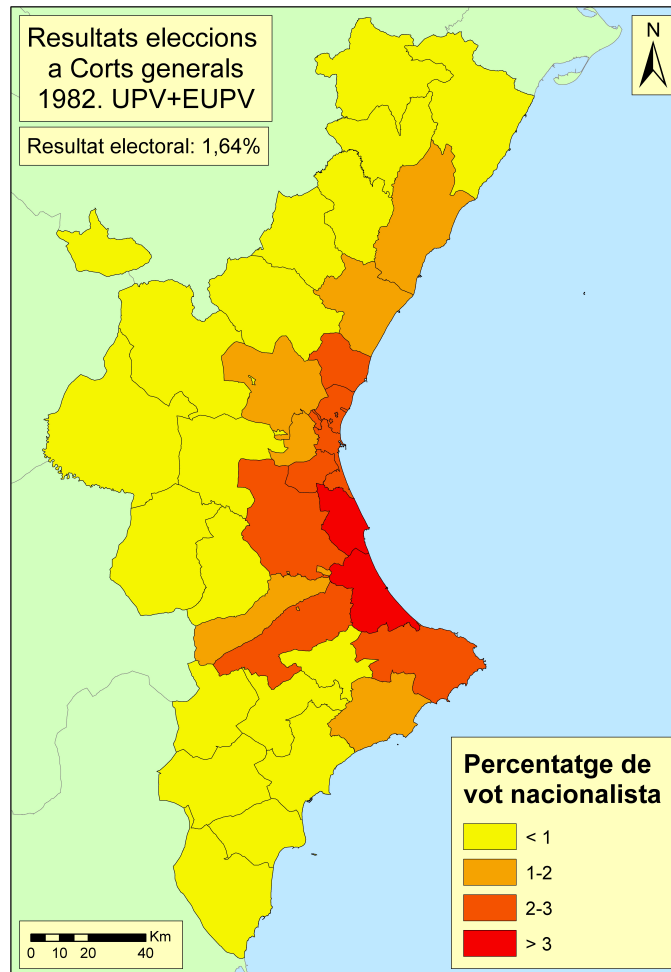 Resultats eleccions
a Corts generals
1982. UPV+EUPV
Resultat electoral: 1,64%
N
Percentatge de
vot nacionalista
< 1
1-2
2-3
> 3
Km
0 10 20 40